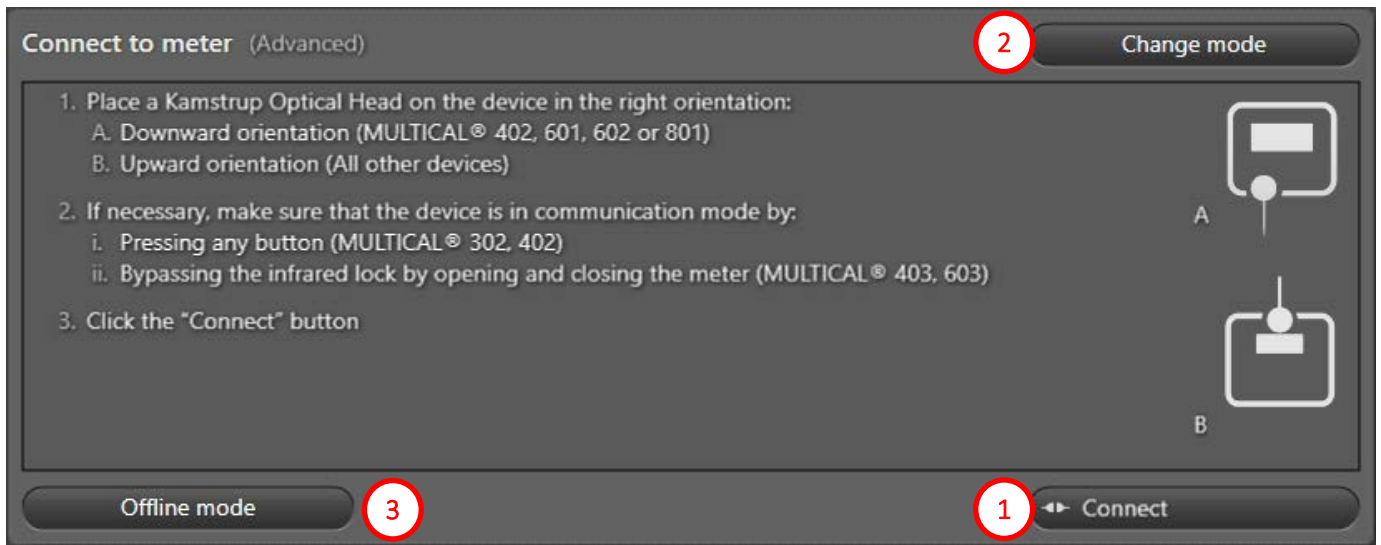 Connect to meter (Advanced)
2
Change mode
1. Place a Kamstrup Optical Head on the device in the right orientation:
A. Downward orientation (MULTICAL® 402, 601, 602 or 801)
B. Upward orientation (All other devices)
2. If necessary, make sure that the device is in communication mode by:
i. Pressing any button (MULTICAL® 302, 402)
ii. Bypassing the infrared lock by opening and closing the meter (MULTICAL® 403, 603)
3. Click the "Connect" button
A
B
Offline mode
3
1
Connect